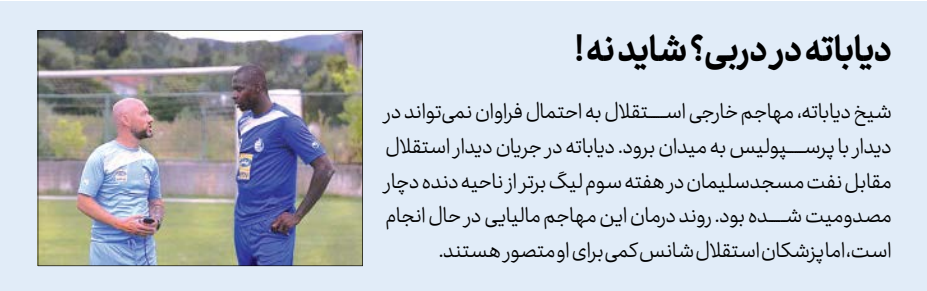 دیاباته در دربی؟ شاید نه!
شیخ دیاباته، مهاجم خارجی استقلال به احتمال فراوان نمی‌تواند در
دیدار با پرسپولیس به میدان برود. دیاباته در جریان دیدار استقلال
مقابل نفت مسجدسلیمان در هفته سوم لیگ برتر از ناحیه دنده دچار
مصدومیت شده بود. روند درمان این مهاجم مالیایی در حال انجام
است، اما پزشکان استقلال شانس کمی برای او متصور هستند.